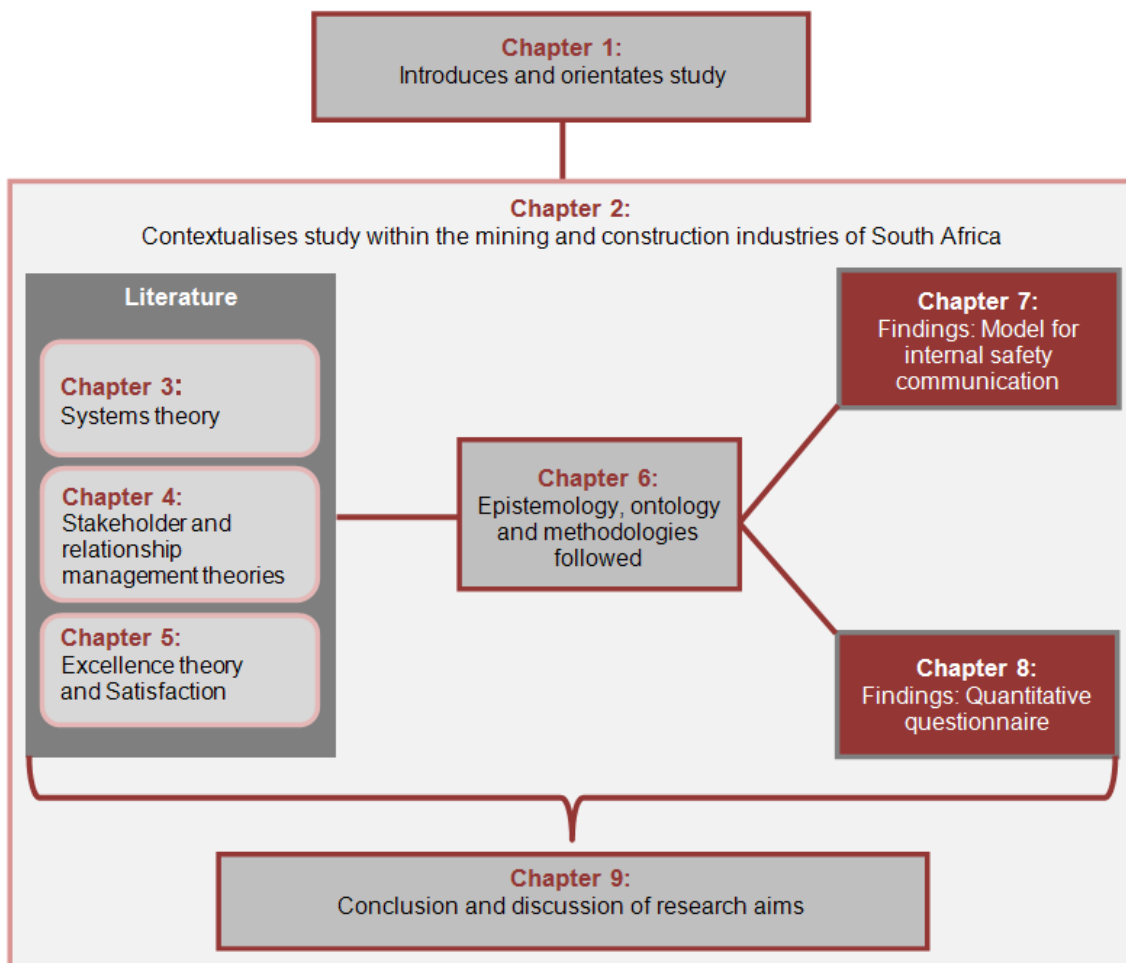 Chapter 1:
Introduces and orientates study
Chapter 2:
Contextualises study within the mining and construction industries of South Africa
Literature
Chapter 3:
Systems theory
Chapter 4:
Stakeholder and
relationship
management theories
Chapter 5:
Excellence theory
and Satisfaction
Chapter 6:
Epistemology, ontology
and methodologies
followed
Chapter 7:
Findings: Model for
internal safety
communication
Chapter 8:
Findings: Quantitative
questionnaire
Chapter 9:
Conclusion and discussion of research aims